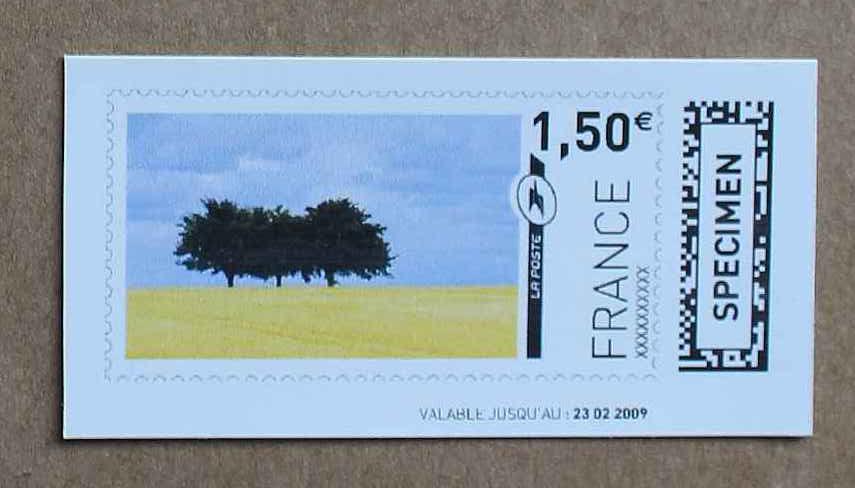 1,50€
LA POSTE
FRANCE
XXXXXXXXXX
SPECIMEN
VALABLE JUSQU'AU : 23 02 2009